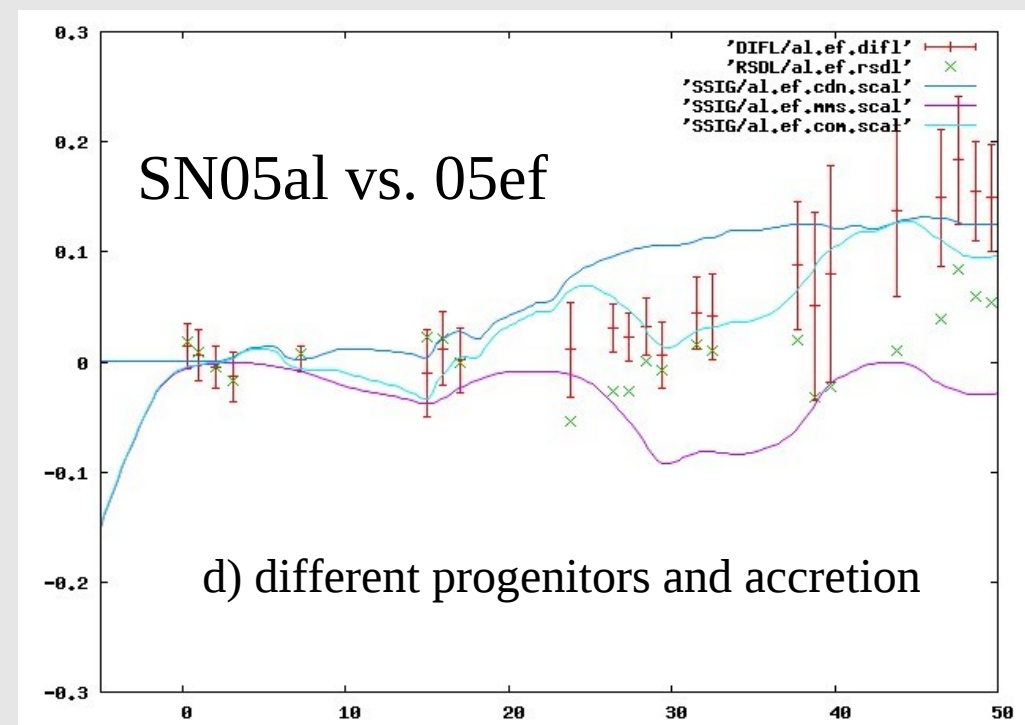 0.3
'DIFL/al.ef.difl'
'RSDL/al.ef.rsdl'
'SSIG/al.ef.cdn.scal'
'SSIG/al.ef.mms.scal'
'SSIG/al.ef.com.scal'
0.2
SN05al vs. 05ef
0.1
0
-0.1
-0.2
d) different progenitors and accretion
-0.3
0 10 20 30 40 50